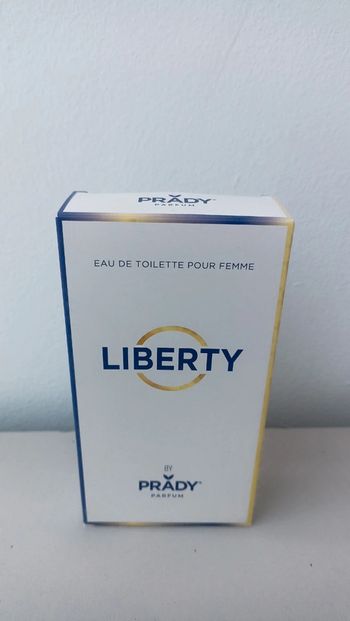 PRADY
PARFUM
EAU DE TOILETTE POUR FEMME
LIBERTY
BY
PRADY
PARFUM